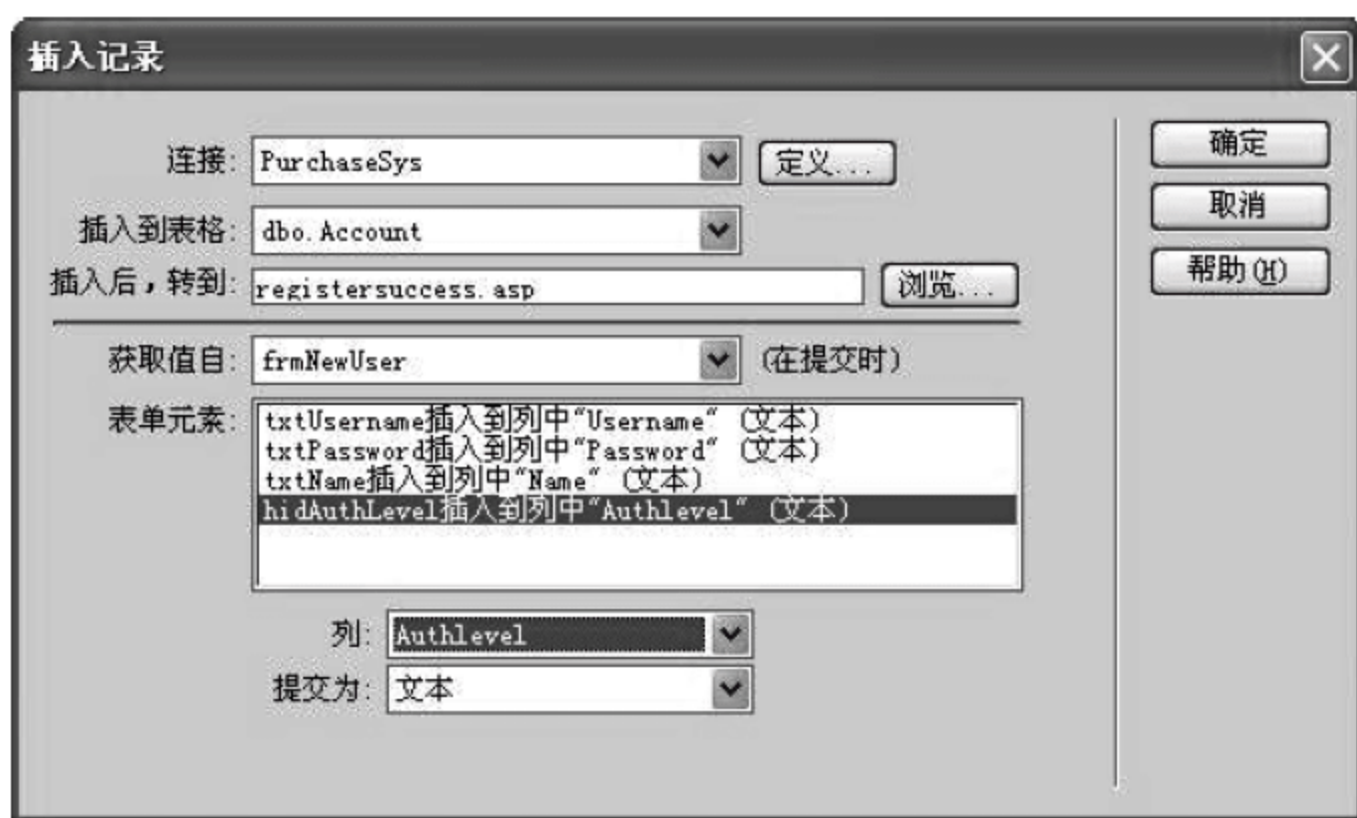 插入记录
连接: PurchaseSys 定义...
确定
插入到表格: dbo.Account
取消
插入后，转到: registersuccess.asp 浏览...
帮助(H)
获取值自: frmNewUser (在提交时)
表单元素: txtUsername插入到列中"Username" (文本)
txtPassword插入到列中"Password" (文本)
txtName插入到列中"Name" (文本)
hidAuthLevel插入到列中"Authlevel" (文本)
列: Authlevel
提交为: 文本